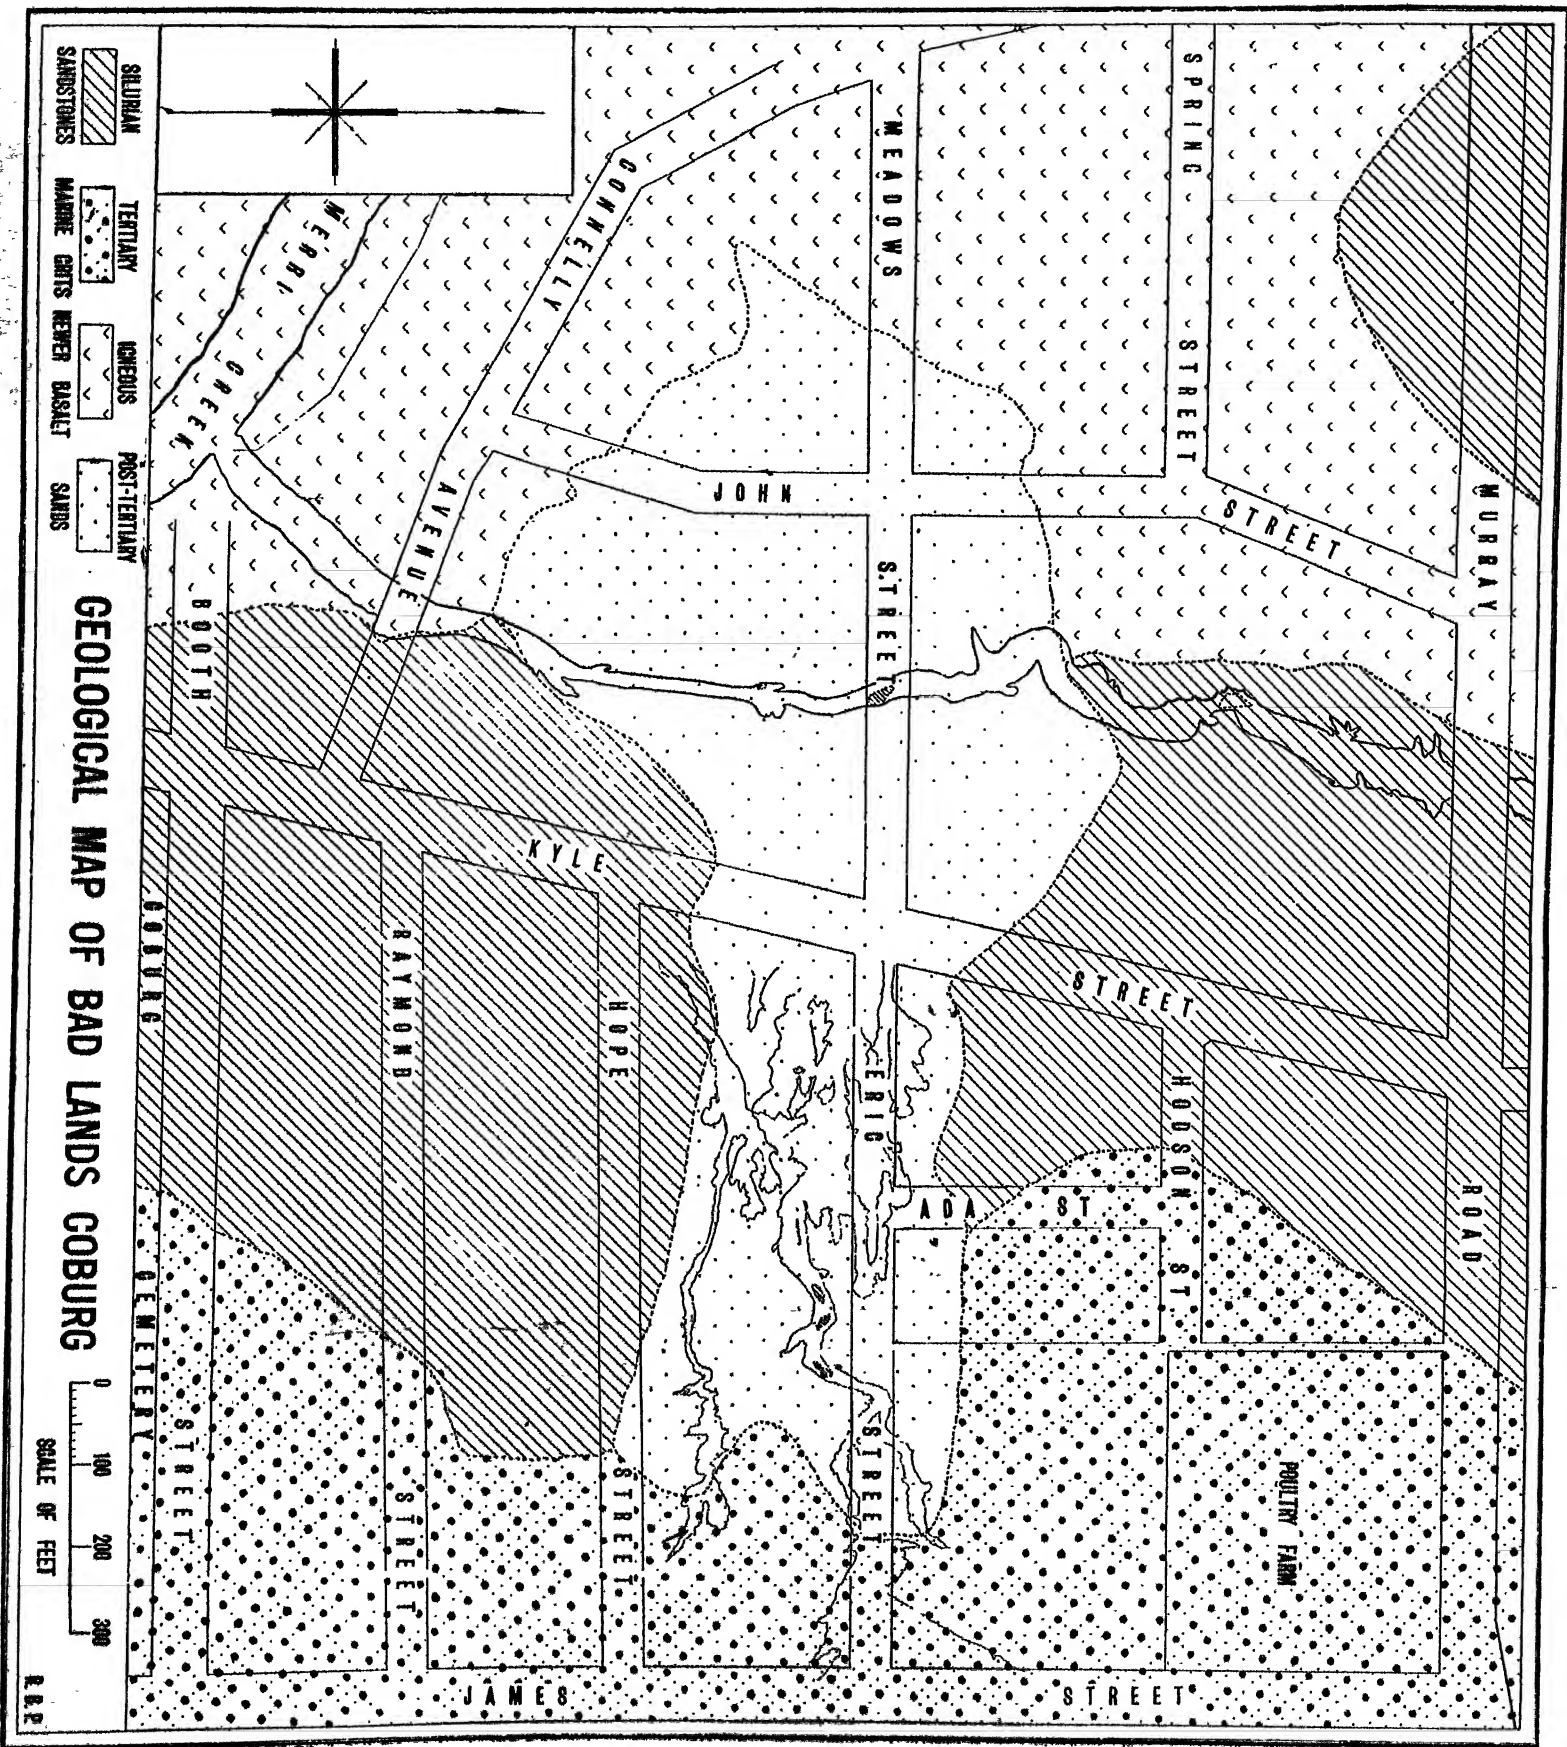 GEOLOGICAL MAP OF BAD LANDS COBURG
SILURIAN
SANDSTONES
TERTIARY
MARINE GRITS
IGNEOUS
NEWER BASALT
POST-TERTIARY
SANDS
0 100 200 300
SCALE OF FEET
R.B.P.
MURRAY ROAD
SPRING STREET
STREET
HODSON ST
POULTRY FARM
MEADOWS STREET
ERIC STREET
ADA ST
JOHN
CONNELLY AVENUE
MERRI CREEK
KYLE STREET
HOPE STREET
RAYMOND STREET
BOOTH STREET
COBURG CEMETERY
JAMES STREET